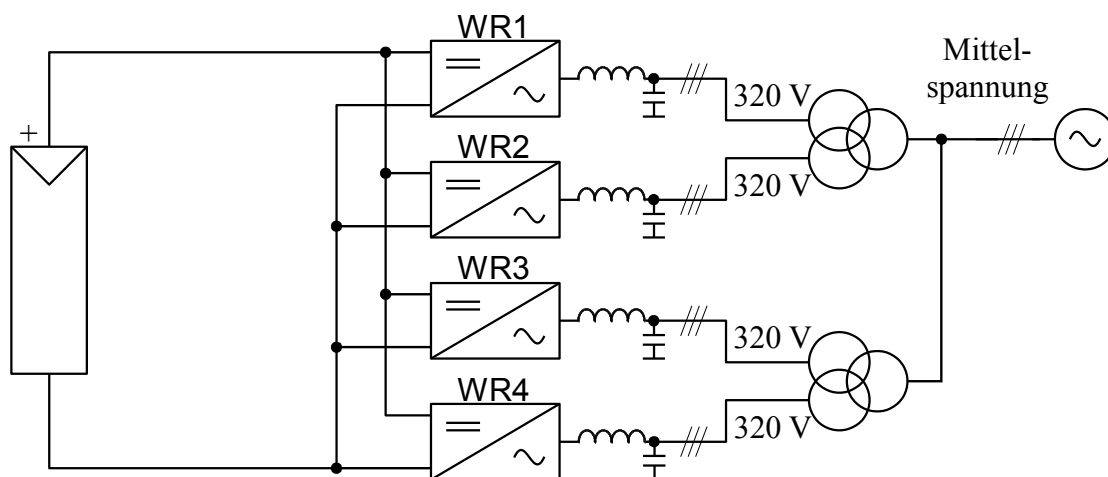 WR1
Mittel-
spannung
320 V
+
WR2
320 V
WR3
320 V
WR4
320 V